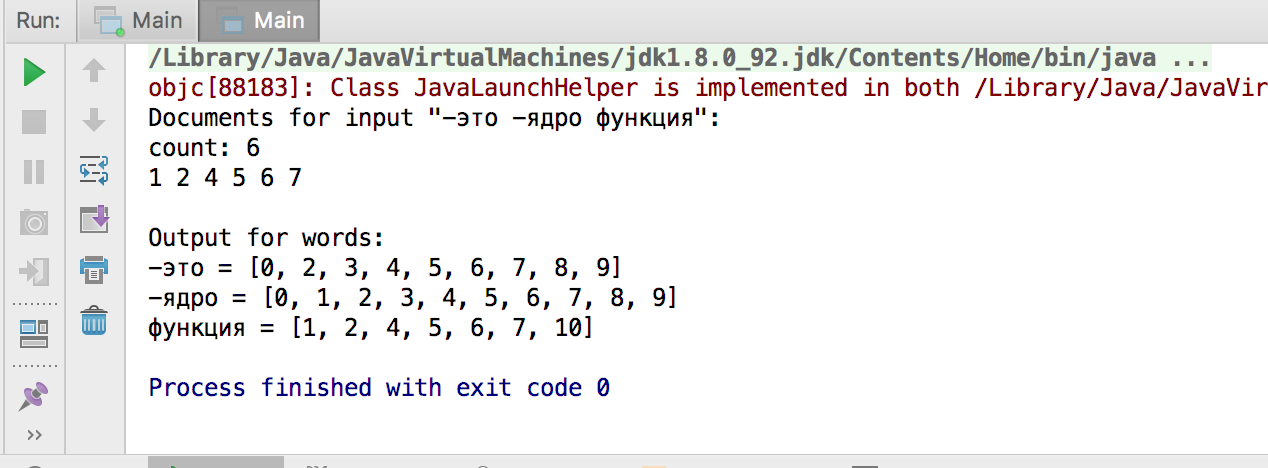 Run: Main Main
/Library/Java/JavaVirtualMachines/jdk1.8.0_92.jdk/Contents/Home/bin/java ...
objc[88183]: Class JavaLaunchHelper is implemented in both /Library/Java/JavaVir
Documents for input "-это -ядро функция":
count: 6
1 2 4 5 6 7
Output for words:
-это = [0, 2, 3, 4, 5, 6, 7, 8, 9]
-ядро = [0, 1, 2, 3, 4, 5, 6, 7, 8, 9]
функция = [1, 2, 4, 5, 6, 7, 10]
Process finished with exit code 0